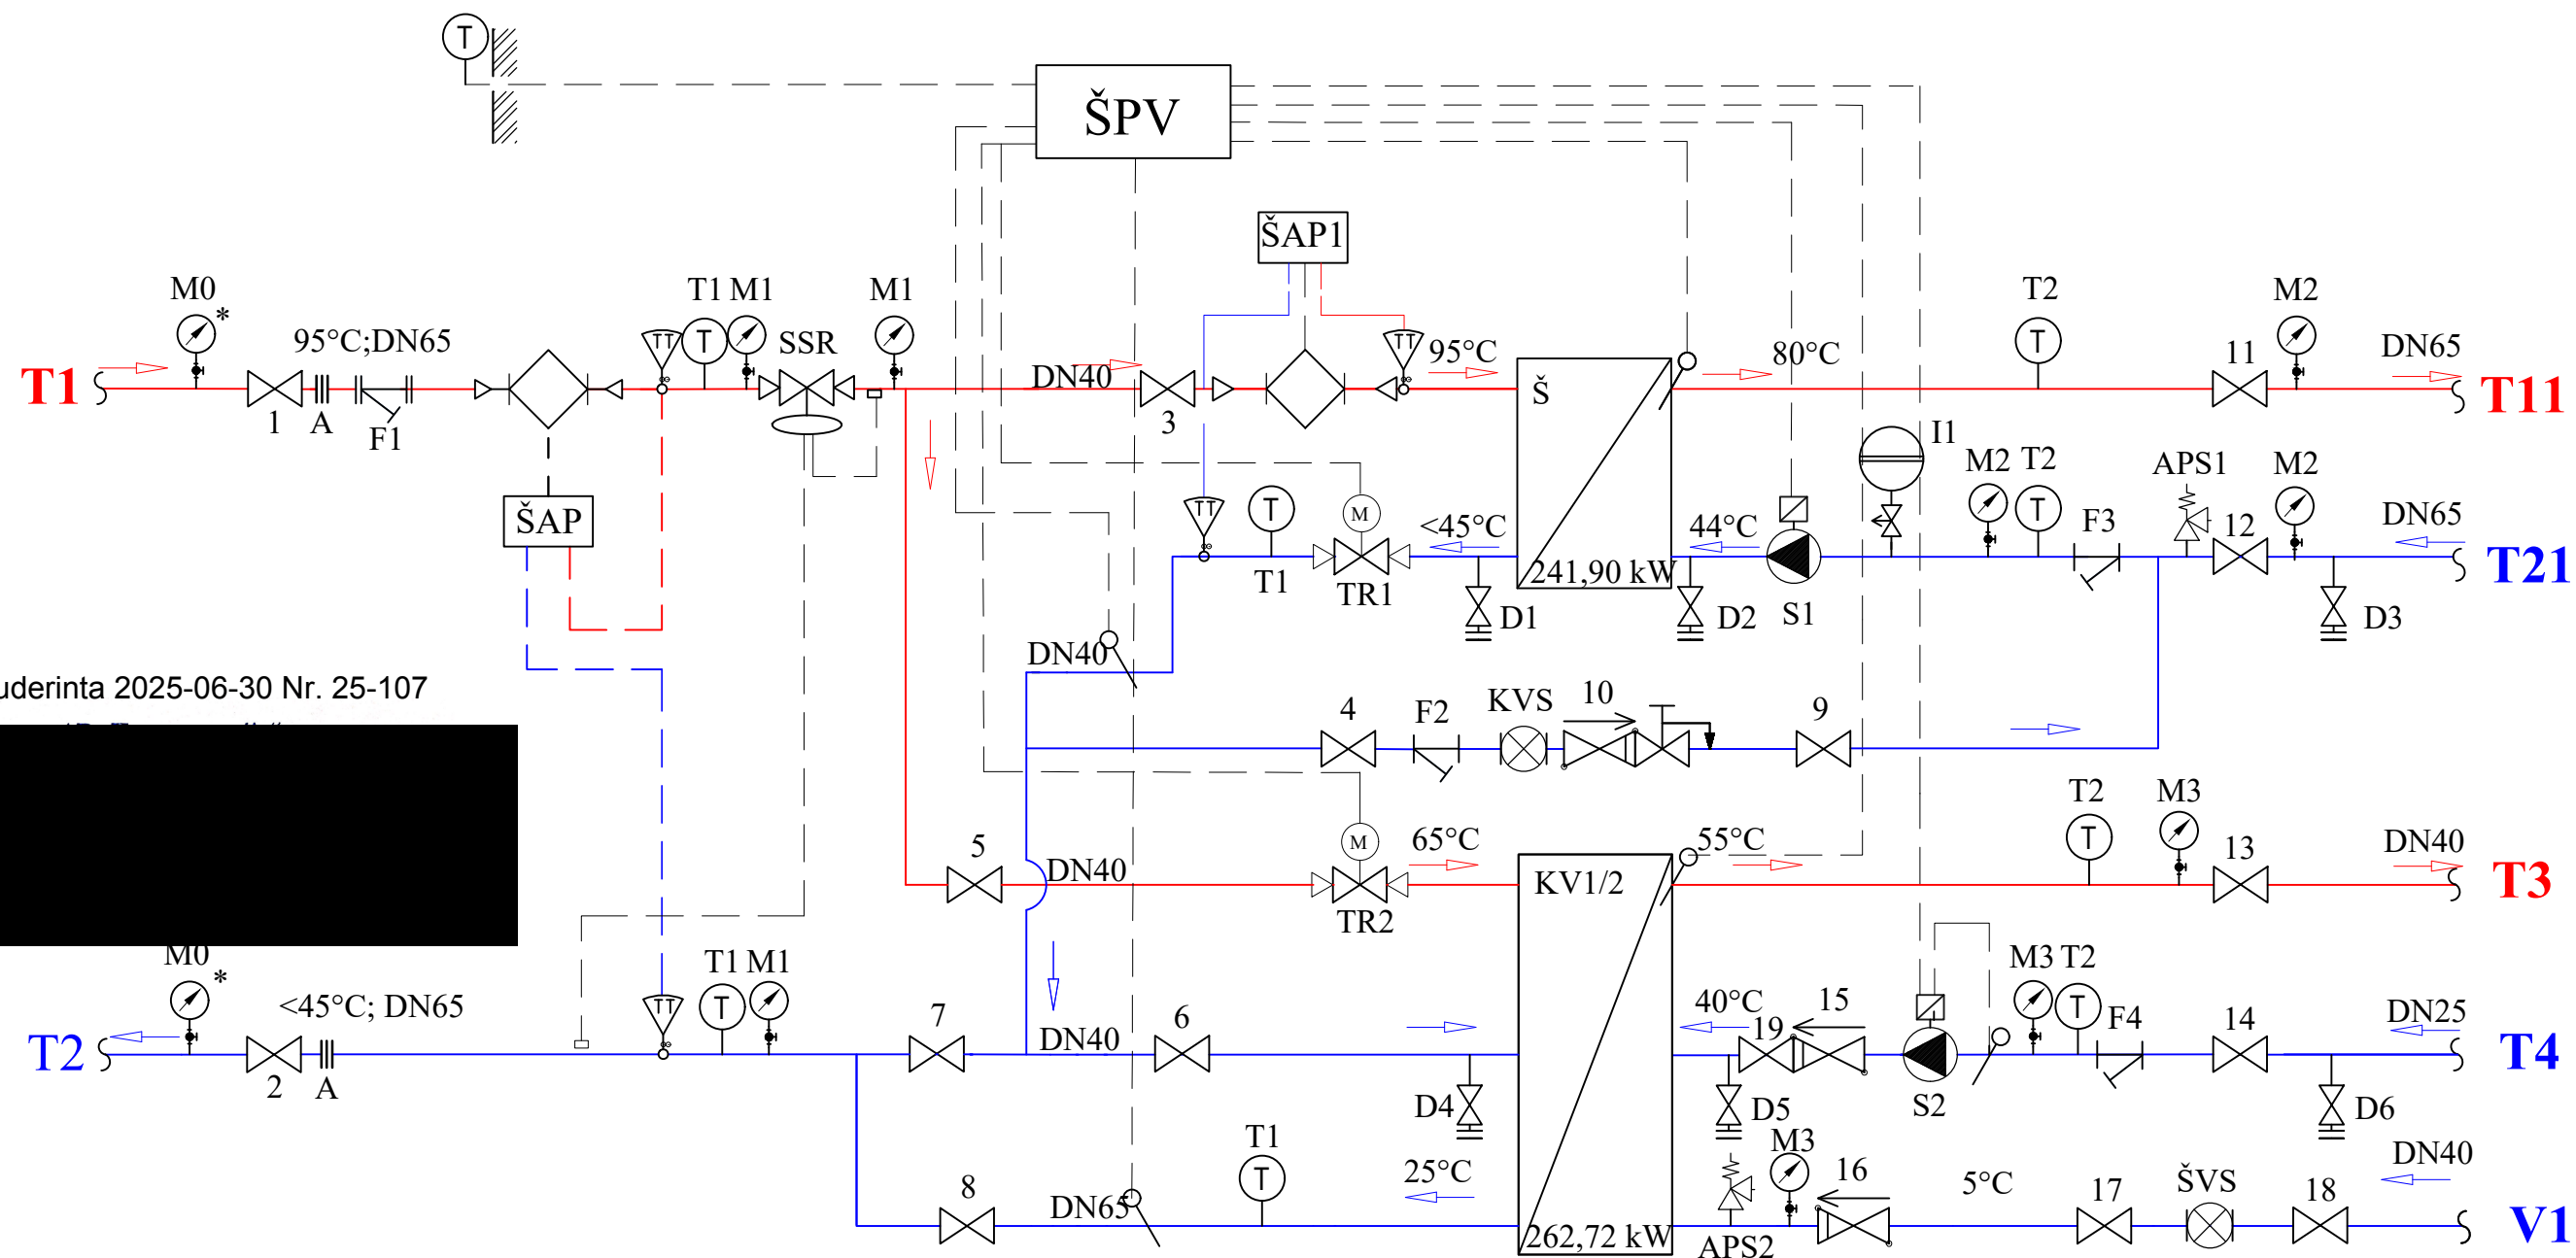 T
ŠPV
ŠAP1
M0
*
95°C;DN65
T1 M1
SSR
M1
95°C
80°C
T2
11
M2
DN65
T1
1
A
F1
T
DN40
3
Š
T
T11
I1
ŠAP
TT
TT
TT
T
T1
M
TR1
<45°C
D1
241,90 kW
44°C
D2
S1
M2 T2
T
F3
APS1
12
M2
DN65
T21
D3
DN40
uderinta 2025-06-30 Nr. 25-107
4
F2
KVS
10
9
5
DN40
M
TR2
65°C
KV1/2
55°C
T2
T
M3
13
DN40
T3
M0
*
<45°C; DN65
T2
2
A
TT
T1 M1
T
7
DN40
6
D4
40°C
19
15
D5
S2
M3 T2
T
F4
14
DN25
T4
D6
8
DN65
T1
T
25°C
262,72 kW
APS2
M3
16
5°C
17
ŠVS
18
DN40
V1